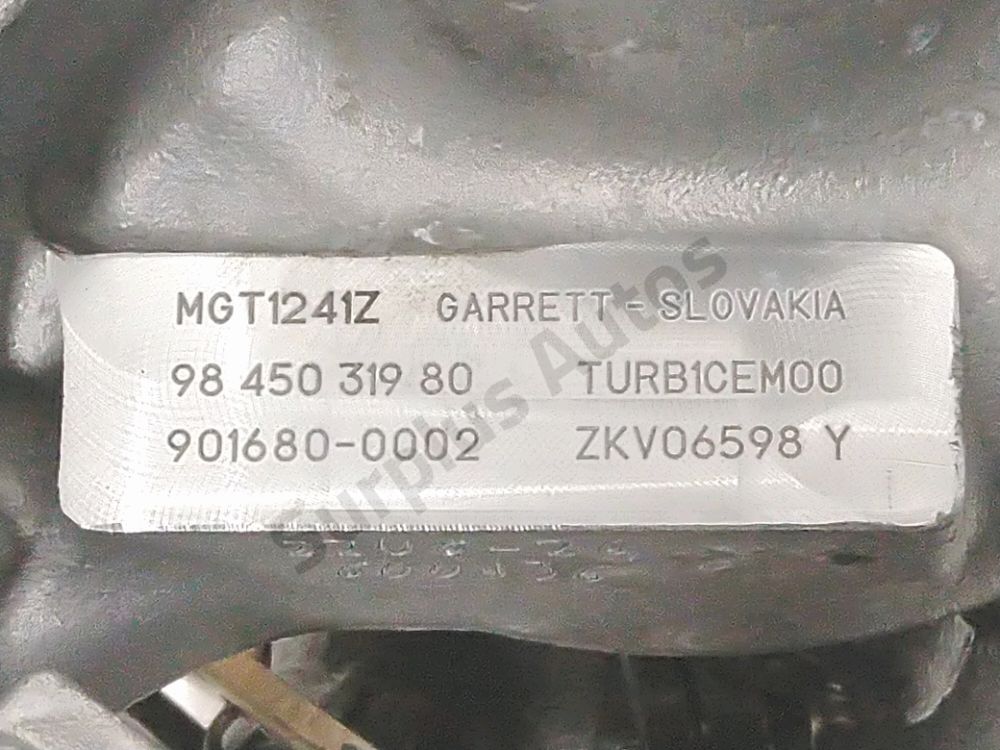 MGT1241Z GARRETT - SLOVAKIA
98 450 319 80 TURB1CEM00
901680-0002 ZKV06598 Y
Surplus Autos